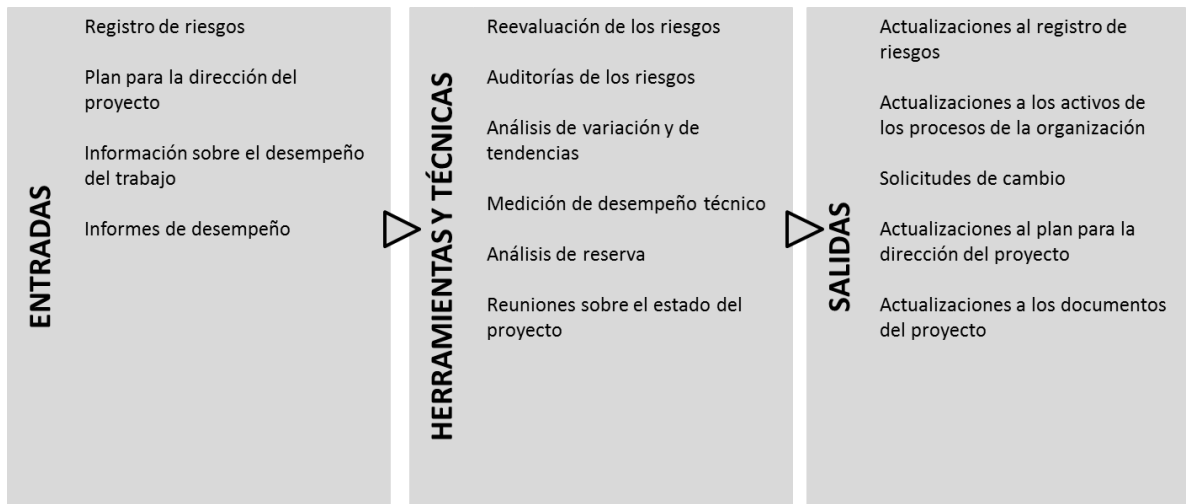 ENTRADAS
Registro de riesgos
Plan para la dirección del
proyecto
Información sobre el desempeño
del trabajo
Informes de desempeño
HERRAMIENTAS Y TÉCNICAS
Reevaluación de los riesgos
Auditorías de los riesgos
Análisis de variación y de
tendencias
Medición de desempeño técnico
Análisis de reserva
Reuniones sobre el estado del
proyecto
SALIDAS
Actualizaciones al registro de
riesgos
Actualizaciones a los activos de
los procesos de la organización
Solicitudes de cambio
Actualizaciones al plan para la
dirección del proyecto
Actualizaciones a los documentos
del proyecto